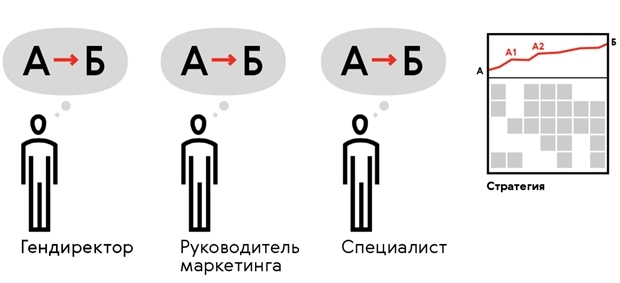 А → Б
А → Б
А → Б
Гендиректор
Руководитель
маркетинга
Специалист
А
А1
А2
Б
Стратегия